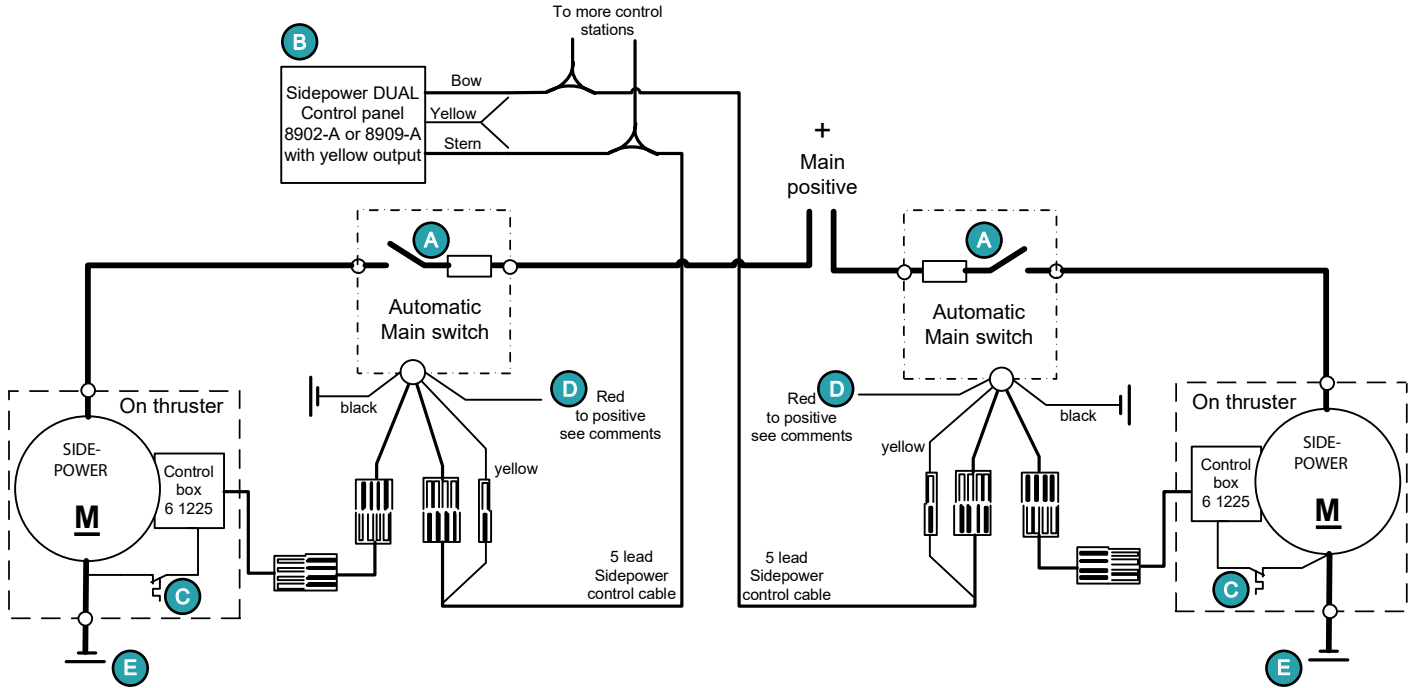 To more control
stations
B
Sidepower DUAL
Control panel
8902-A or 8909-A
with yellow output
Bow
Yellow
Stern
+
Main
positive
A
Automatic
Main switch
A
Automatic
Main switch
black
D
Red
to positive
see comments
yellow
D
Red
to positive
see comments
black
yellow
On thruster
SIDE-
POWER
M
Control
box
6 1225
C
E
5 lead
Sidepower
control cable
5 lead
Sidepower
control cable
On thruster
SIDE-
POWER
M
Control
box
6 1225
C
E